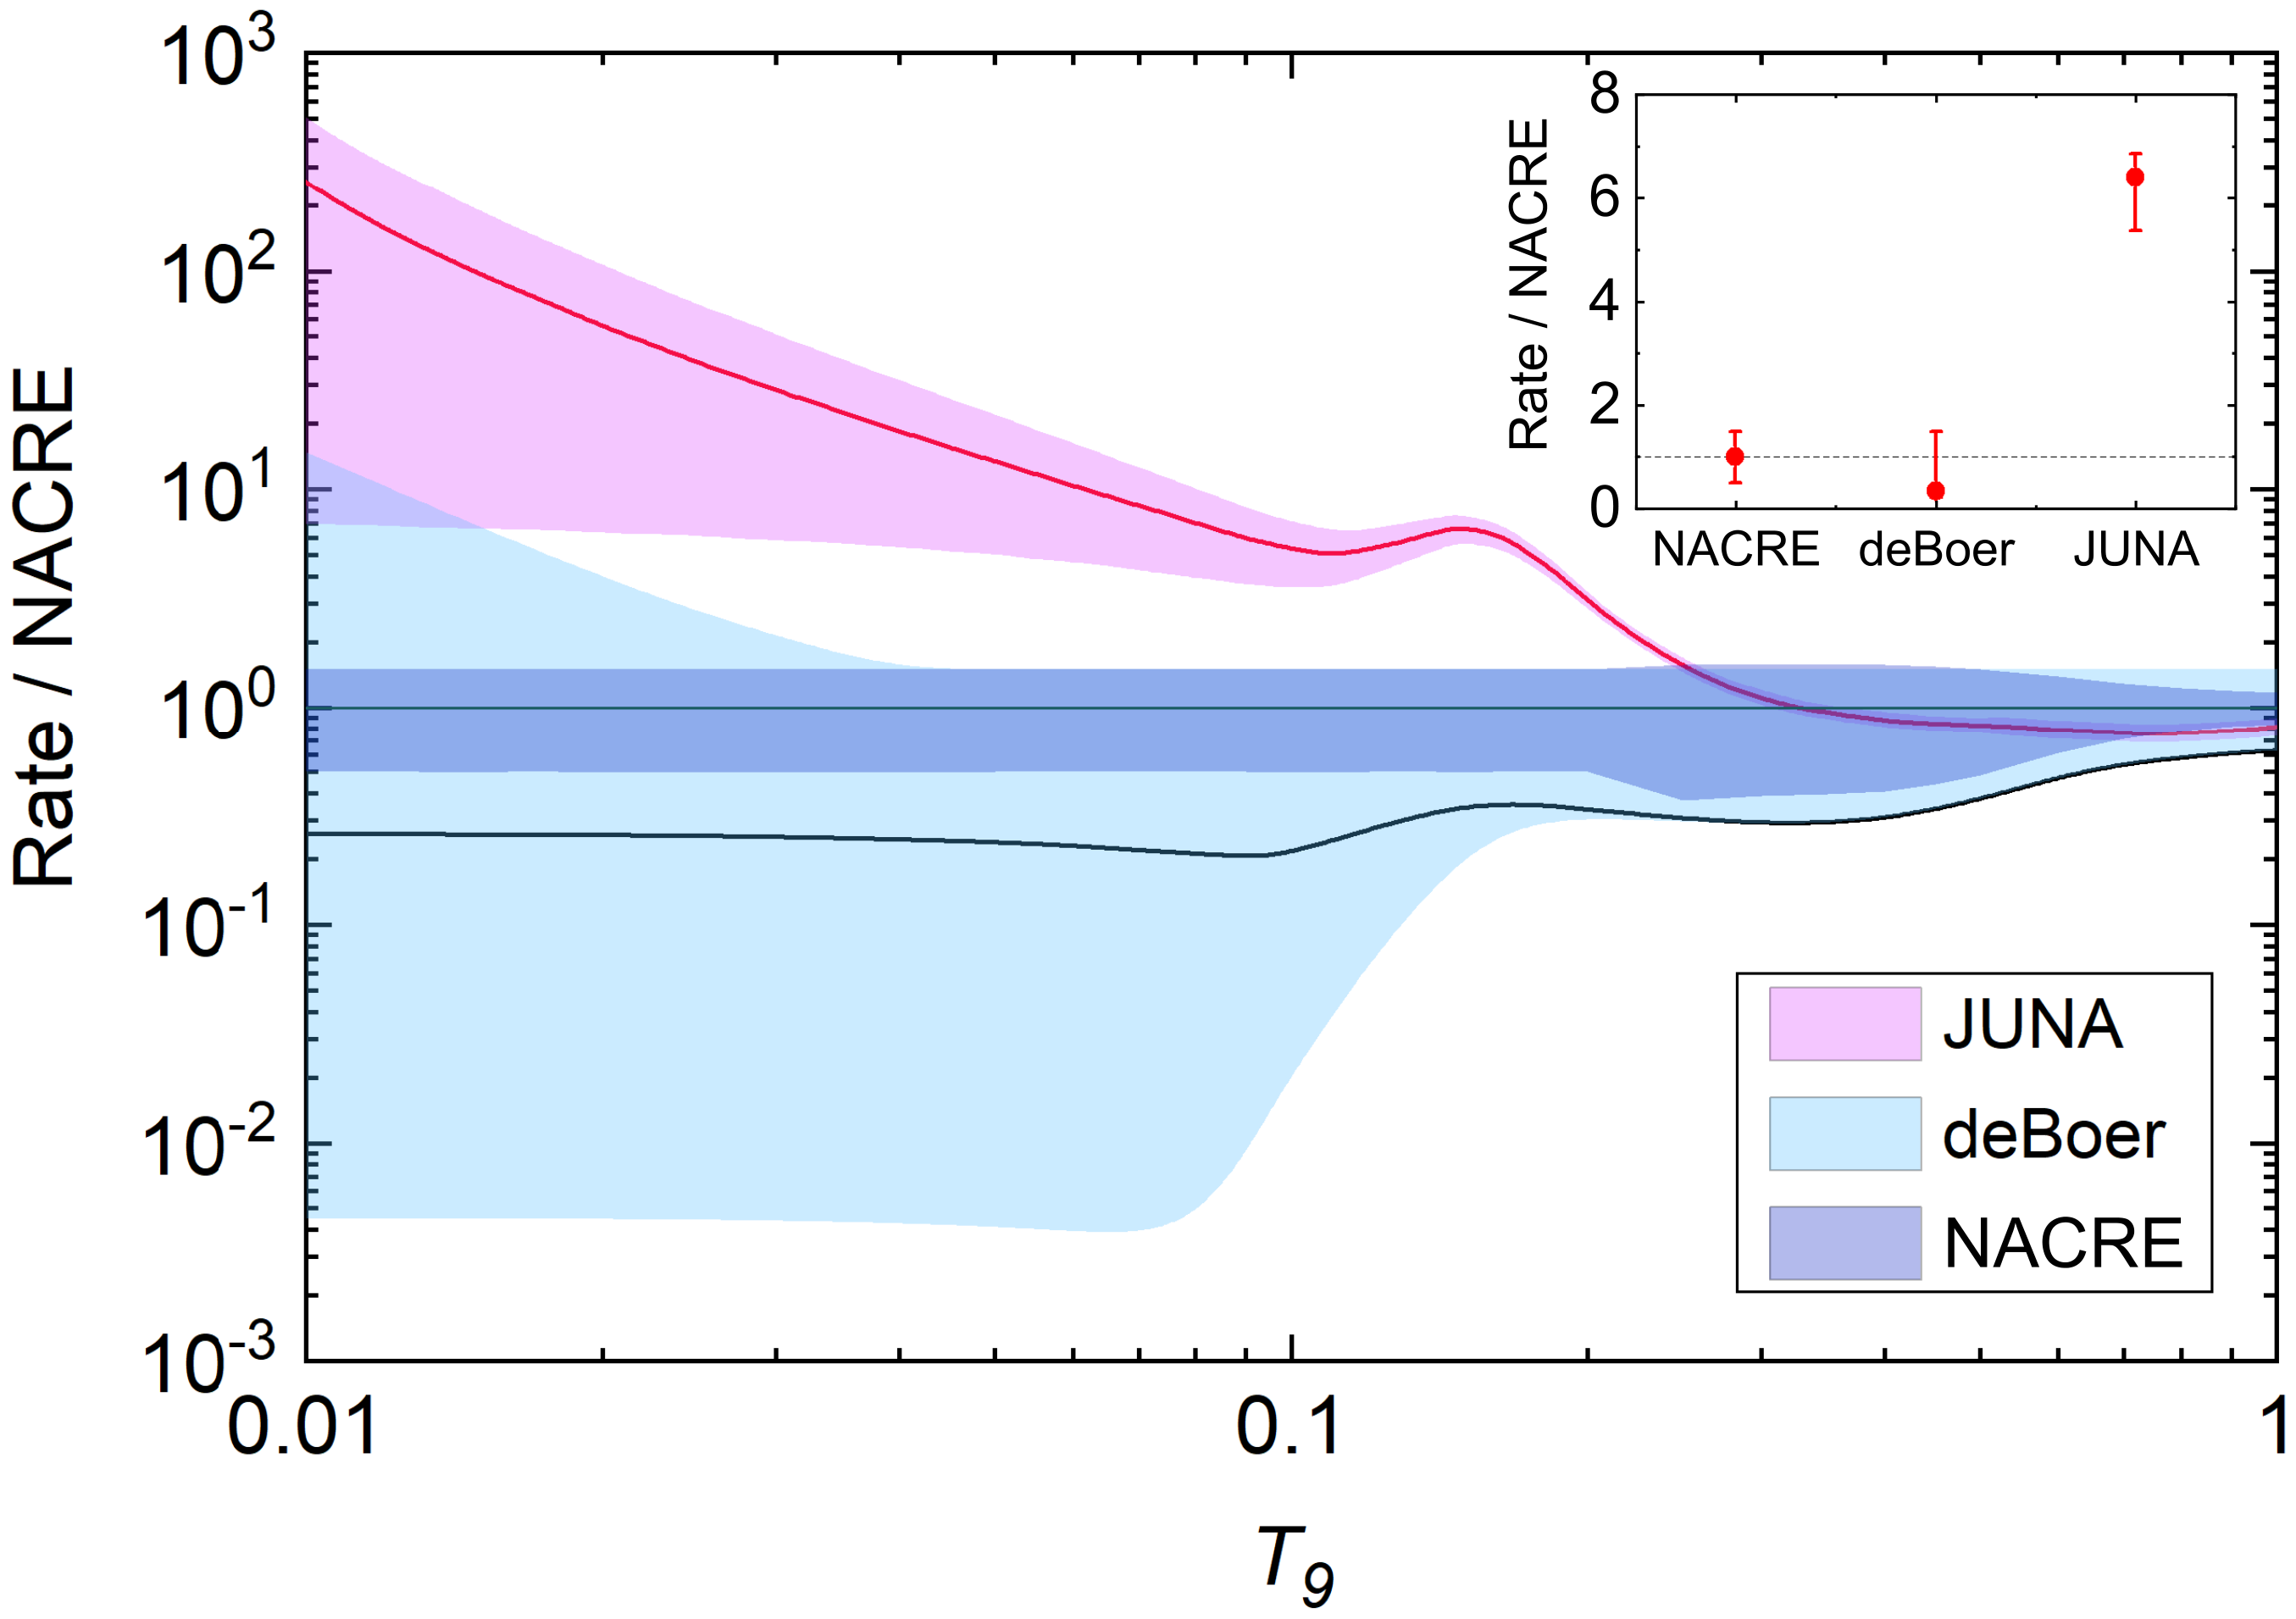 Rate / NACRE
10^3
10^2
10^1
10^0
10^-1
10^-2
10^-3
0.01
0.1
1
T_9
Rate / NACRE
8
6
4
2
0
NACRE
deBoer
JUNA
JUNA
deBoer
NACRE